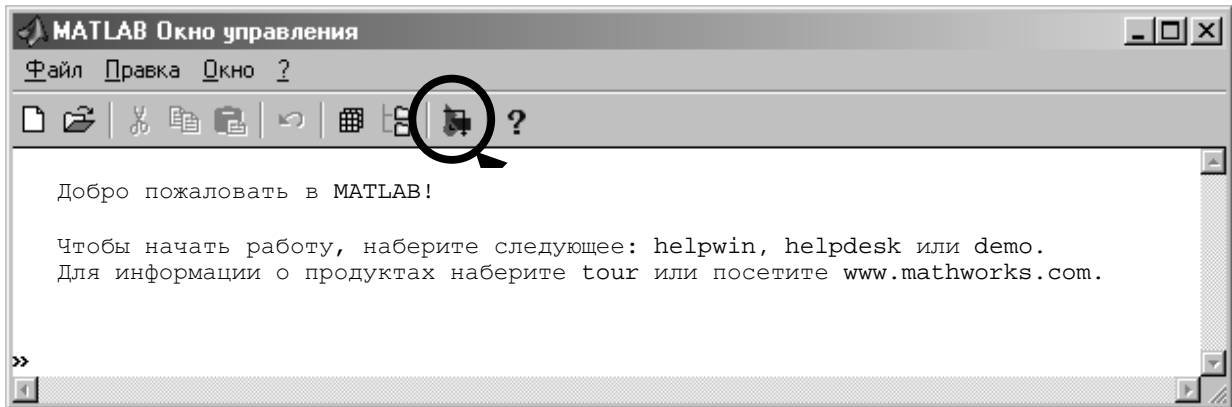 MATLAB Окно управления
Файл Правка Окно ?
?
Добро пожаловать в MATLAB!
Чтобы начать работу, наберите следующее: helpwin, helpdesk или demo.
Для информации о продуктах наберите tour или посетите www.mathworks.com.
»